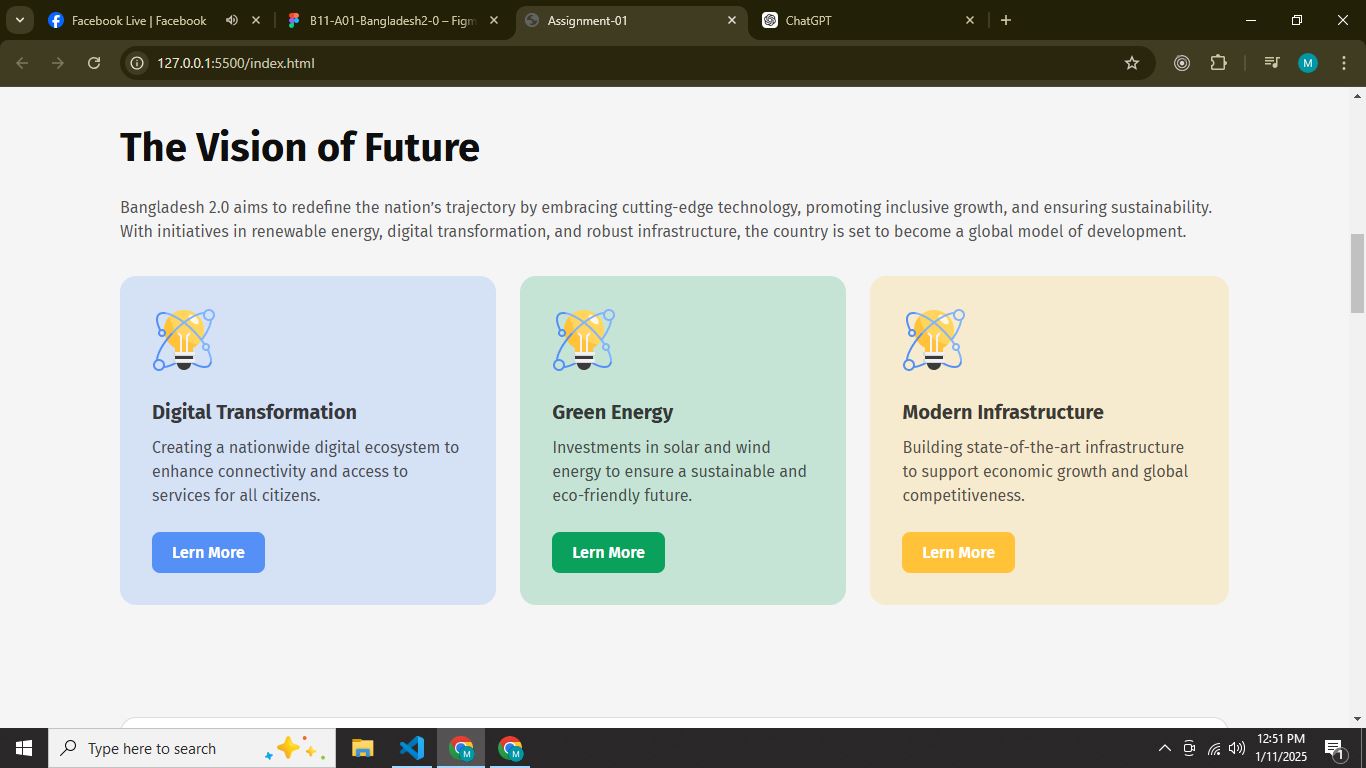 Facebook Live | Facebook
B11-A01-Bangladesh2-0 – Figm
Assignment-01
ChatGPT
127.0.0.1:5500/index.html
M
The Vision of Future
Bangladesh 2.0 aims to redefine the nation’s trajectory by embracing cutting-edge technology, promoting inclusive growth, and ensuring sustainability.
With initiatives in renewable energy, digital transformation, and robust infrastructure, the country is set to become a global model of development.
Digital Transformation
Creating a nationwide digital ecosystem to
enhance connectivity and access to
services for all citizens.
Lern More
Green Energy
Investments in solar and wind
energy to ensure a sustainable and
eco-friendly future.
Lern More
Modern Infrastructure
Building state-of-the-art infrastructure
to support economic growth and global
competitiveness.
Lern More
Type here to search
M
M
12:51 PM
1/11/2025
1